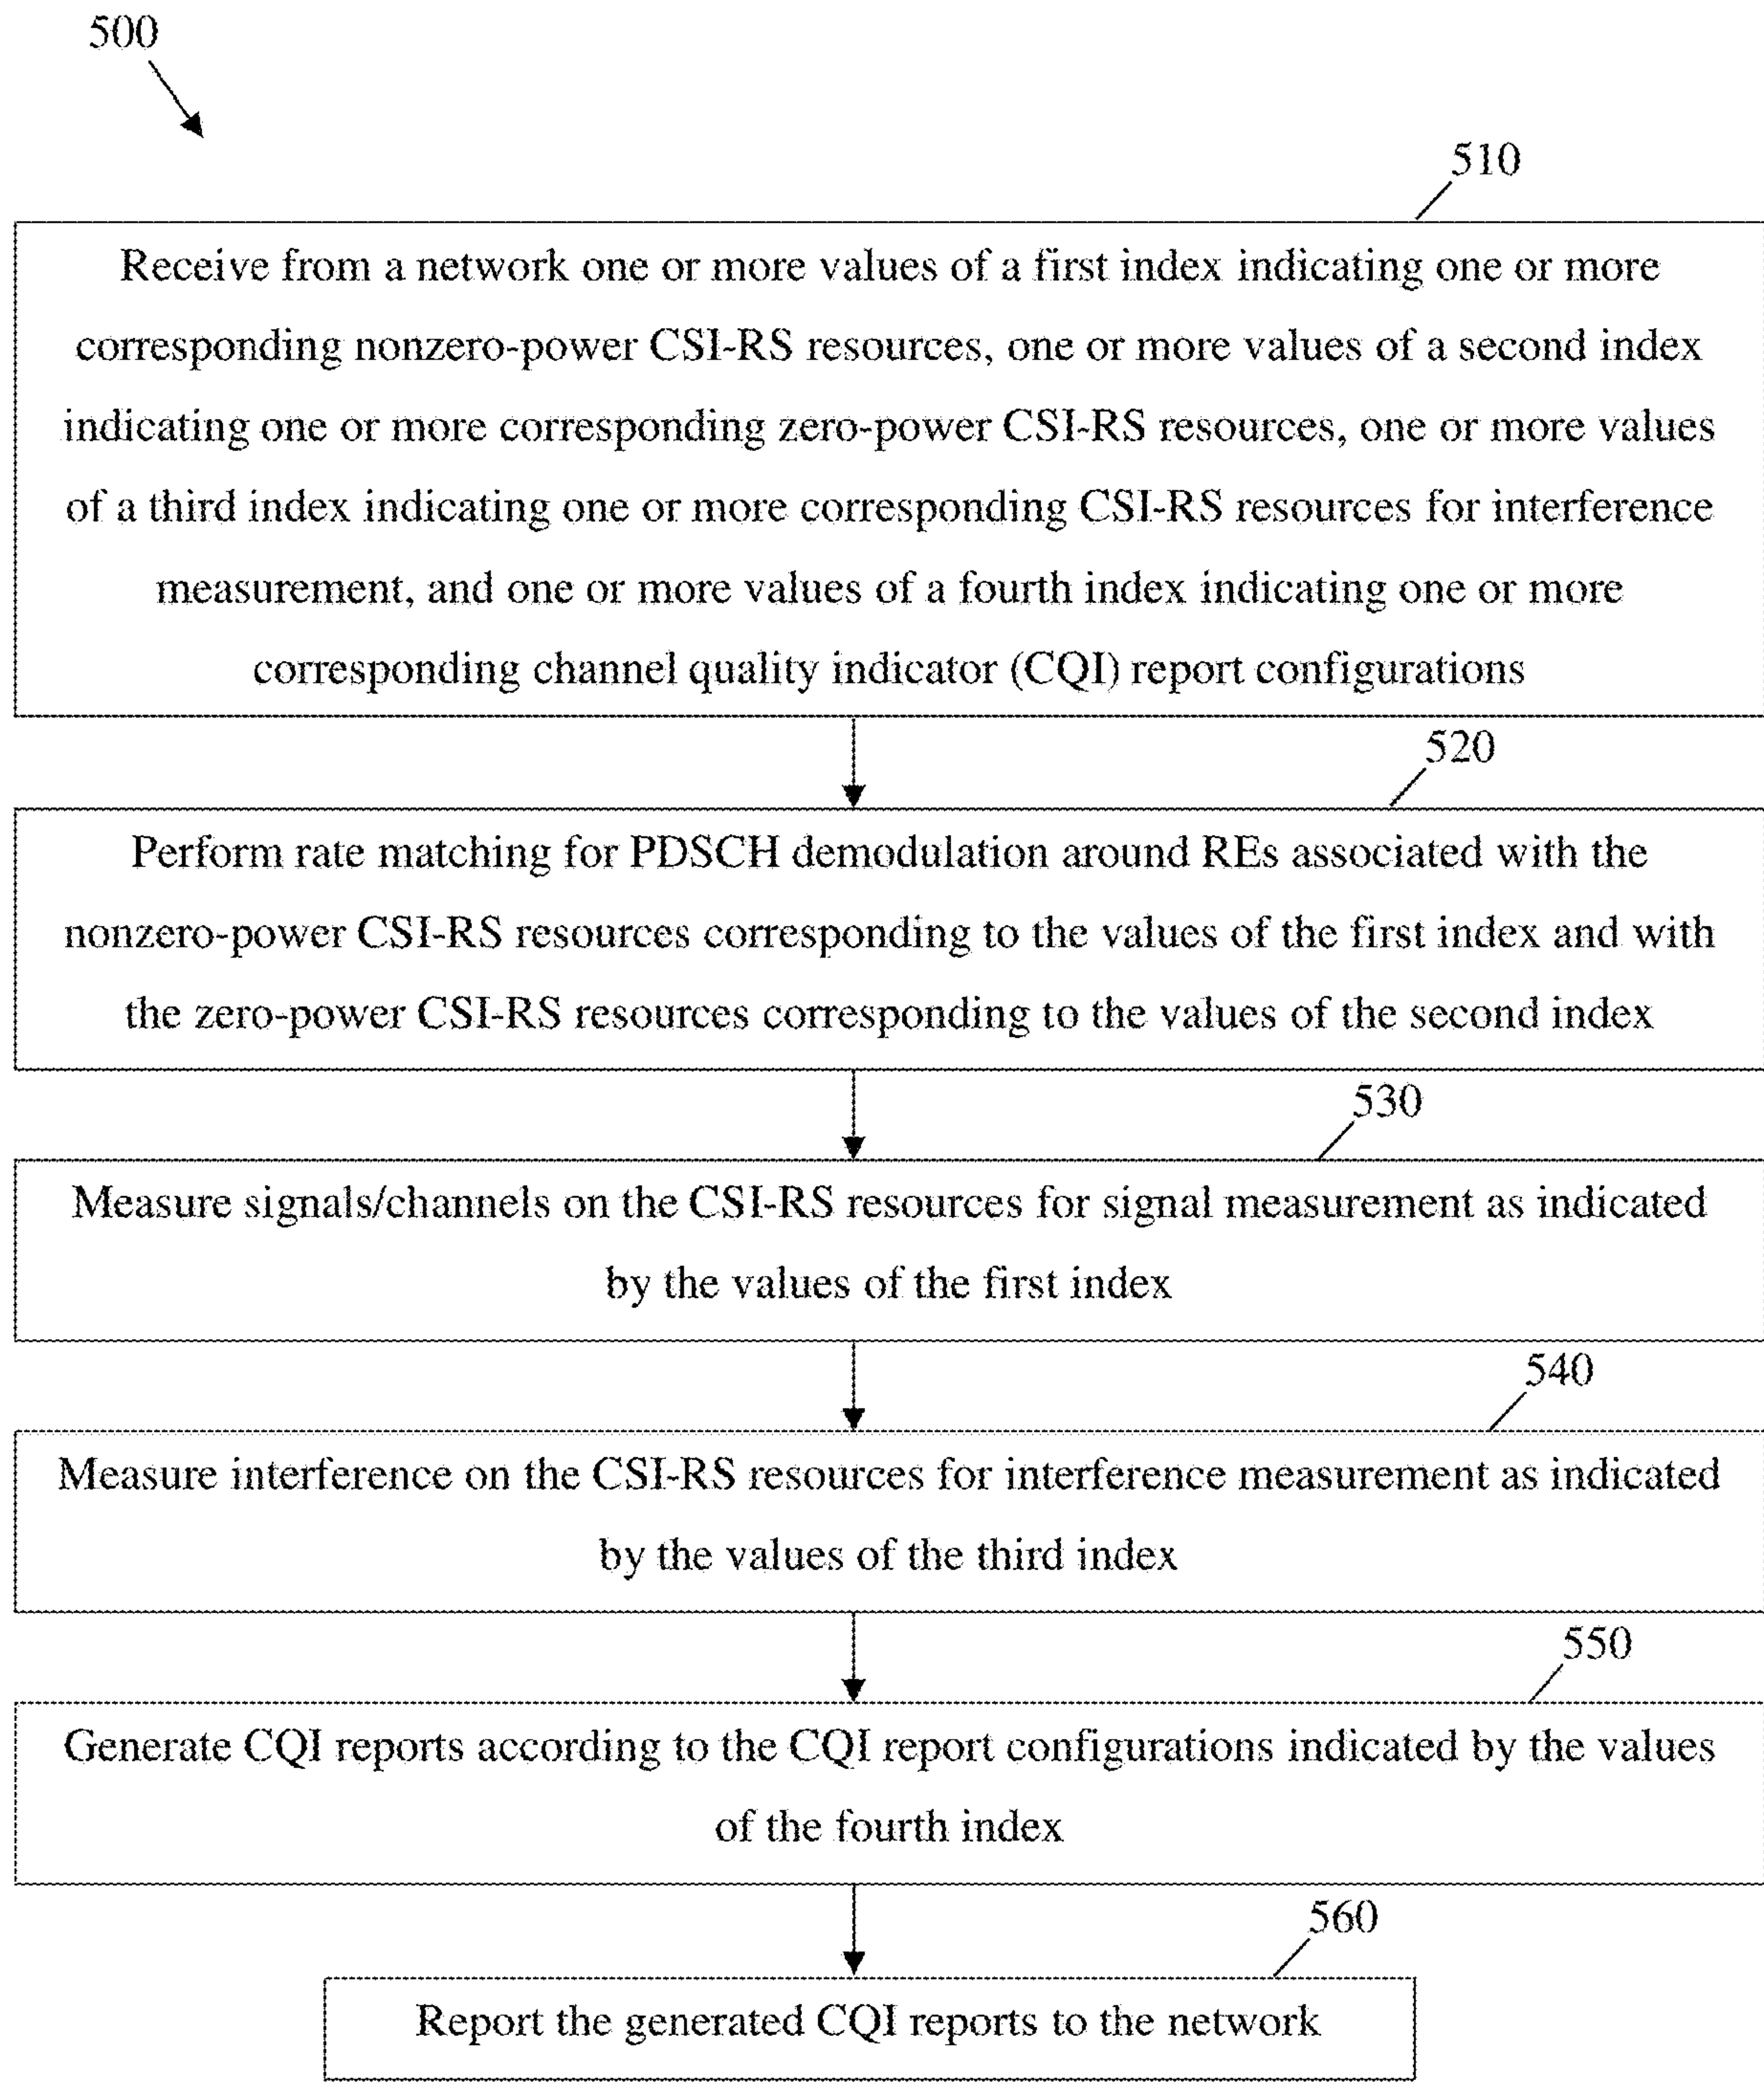 500
510
Receive from a network one or more values of a first index indicating one or more
corresponding nonzero-power CSI-RS resources, one or more values of a second index
indicating one or more corresponding zero-power CSI-RS resources, one or more values
of a third index indicating one or more corresponding CSI-RS resources for interference
measurement, and one or more values of a fourth index indicating one or more
corresponding channel quality indicator (CQI) report configurations
520
Perform rate matching for PDSCH demodulation around REs associated with the
nonzero-power CSI-RS resources corresponding to the values of the first index and with
the zero-power CSI-RS resources corresponding to the values of the second index
530
Measure signals/channels on the CSI-RS resources for signal measurement as indicated
by the values of the first index
540
Measure interference on the CSI-RS resources for interference measurement as indicated
by the values of the third index
550
Generate CQI reports according to the CQI report configurations indicated by the values
of the fourth index
560
Report the generated CQI reports to the network